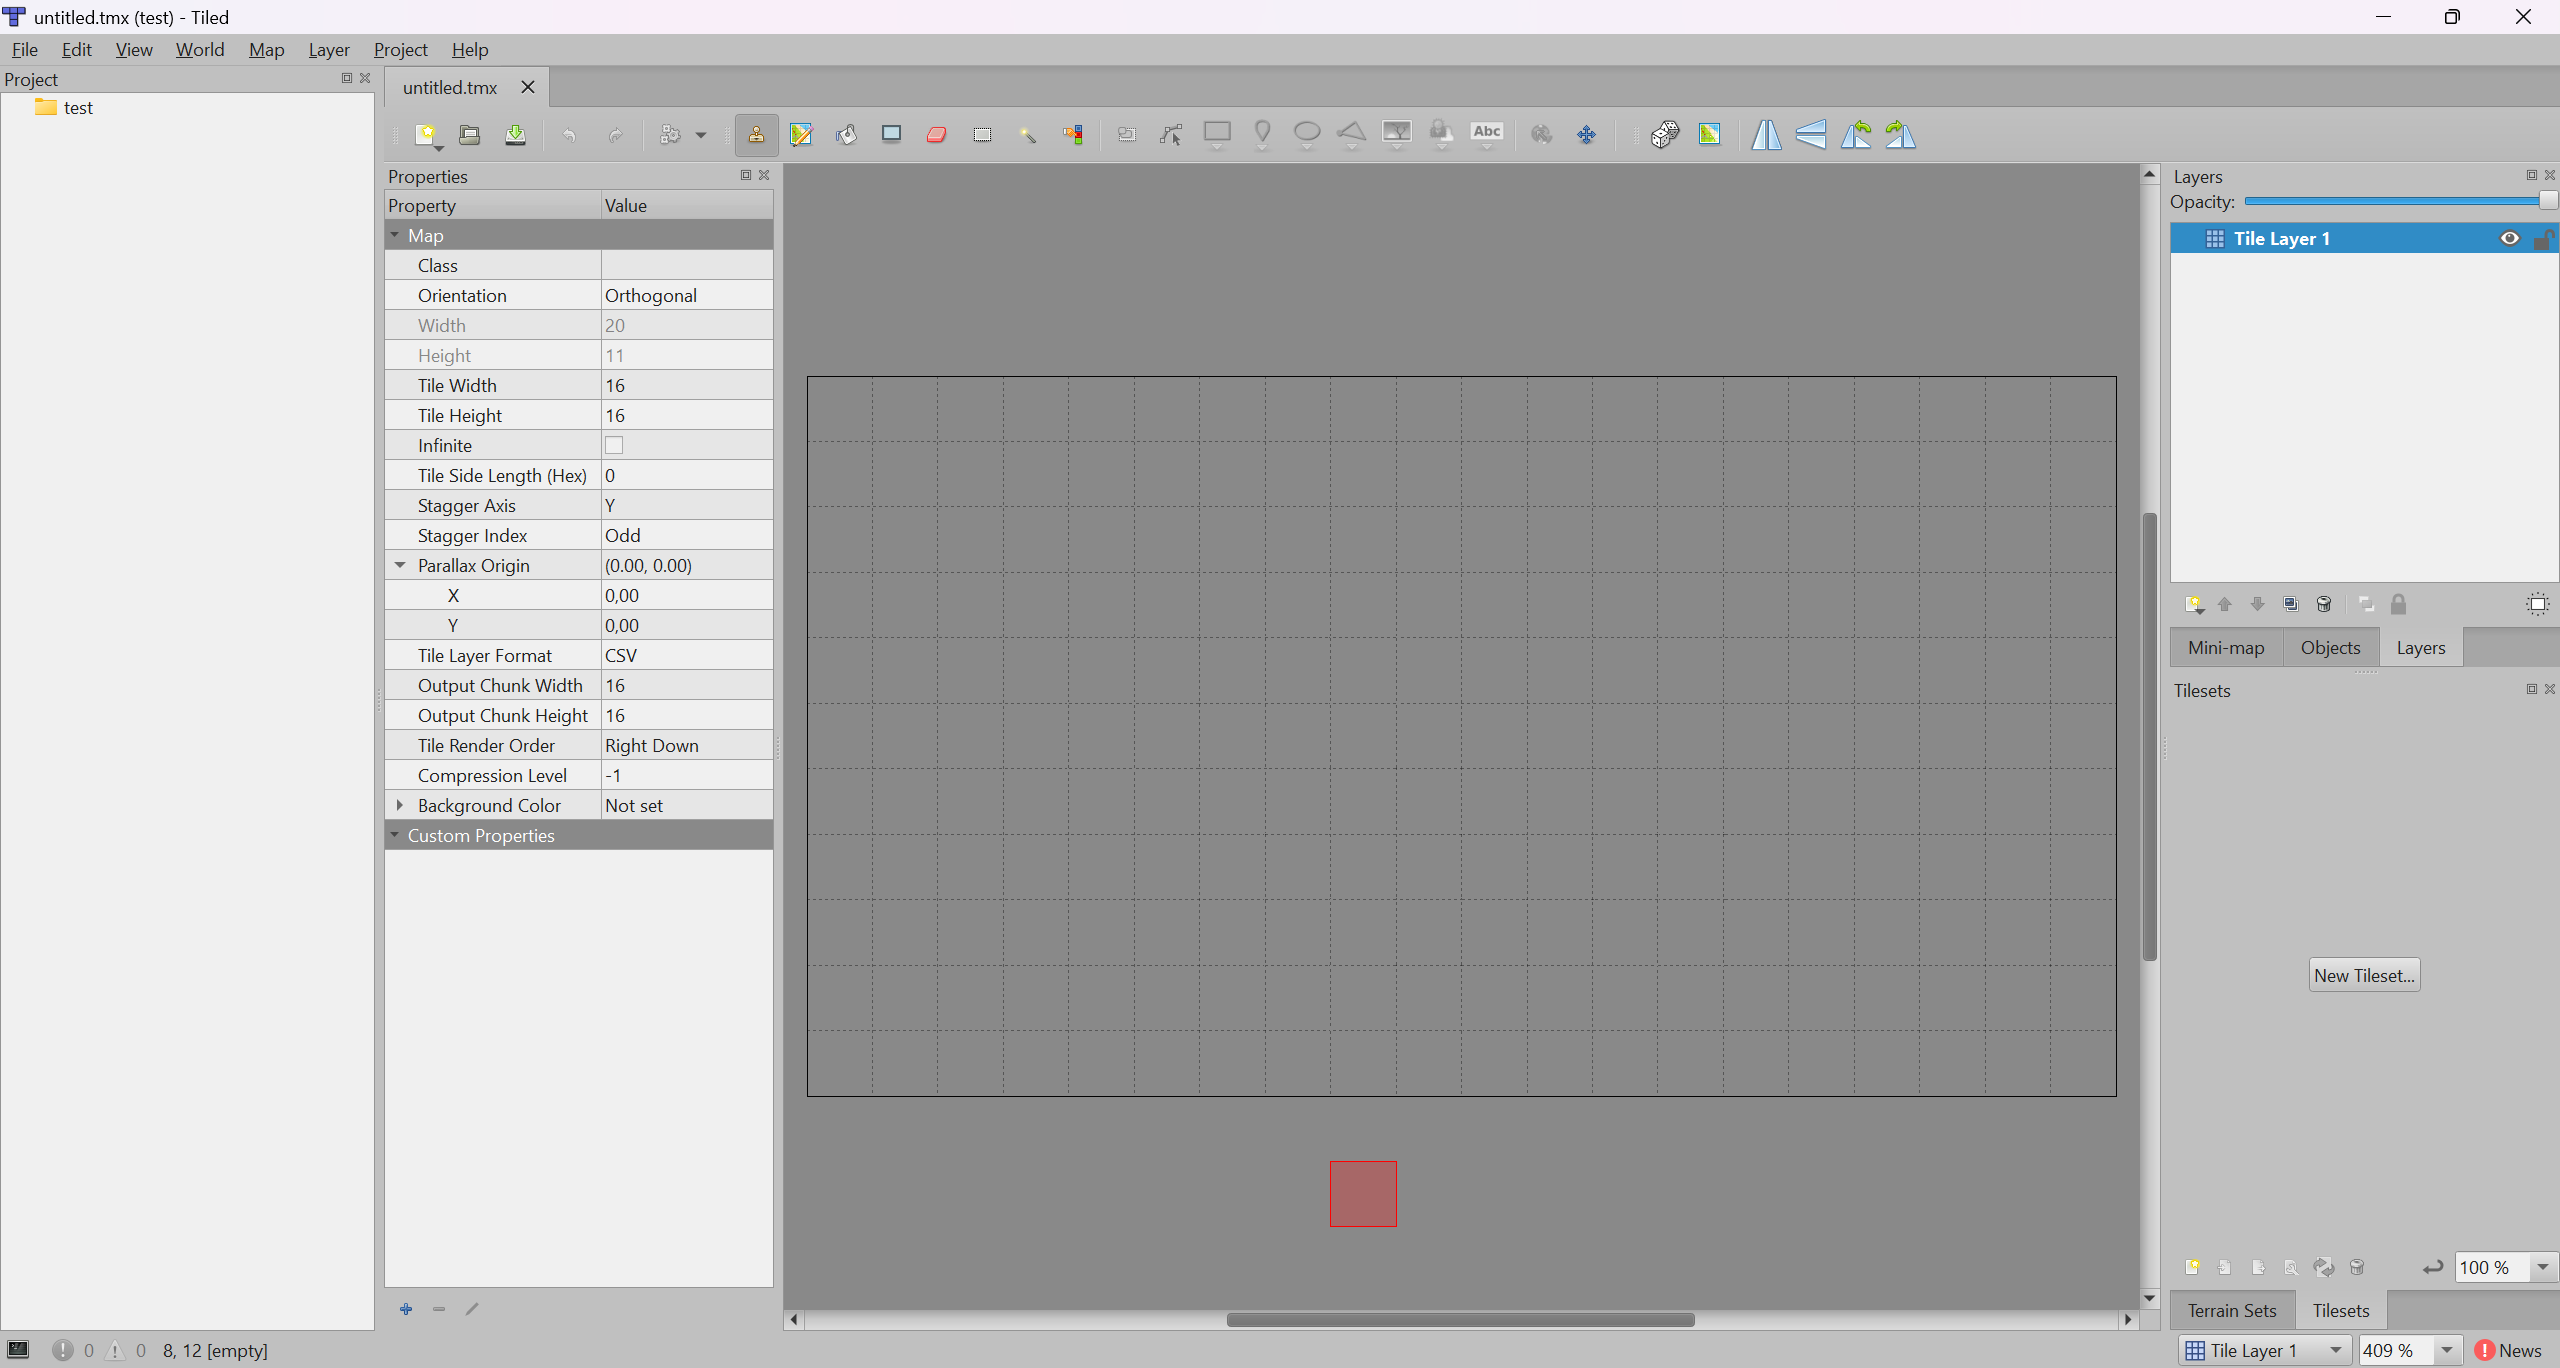 untitled.tmx (test) - Tiled
File Edit View World Map Layer Project Help
Project
test
untitled.tmx
Abc
Properties
Property Value
Map
Class
Orientation Orthogonal
Width 20
Height 11
Tile Width 16
Tile Height 16
Infinite
Tile Side Length (Hex) 0
Stagger Axis Y
Stagger Index Odd
Parallax Origin (0.00, 0.00)
X 0,00
Y 0,00
Tile Layer Format CSV
Output Chunk Width 16
Output Chunk Height 16
Tile Render Order Right Down
Compression Level -1
Background Color Not set
Custom Properties
Layers
Opacity:
Tile Layer 1
Mini-map Objects Layers
Tilesets
New Tileset...
100 %
Terrain Sets Tilesets
0 0 8, 12 [empty]
Tile Layer 1 409 % News